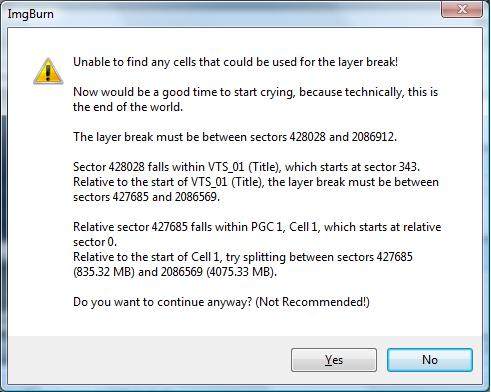 ImgBurn
Unable to find any cells that could be used for the layer break!
Now would be a good time to start crying, because technically, this is
the end of the world.
The layer break must be between sectors 428028 and 2086912.
Sector 428028 falls within VTS_01 (Title), which starts at sector 343.
Relative to the start of VTS_01 (Title), the layer break must be between
sectors 427685 and 2086569.
Relative sector 427685 falls within PGC 1, Cell 1, which starts at relative
sector 0.
Relative to the start of Cell 1, try splitting between sectors 427685
(835.32 MB) and 2086569 (4075.33 MB).
Do you want to continue anyway? (Not Recommended!)
Yes
No